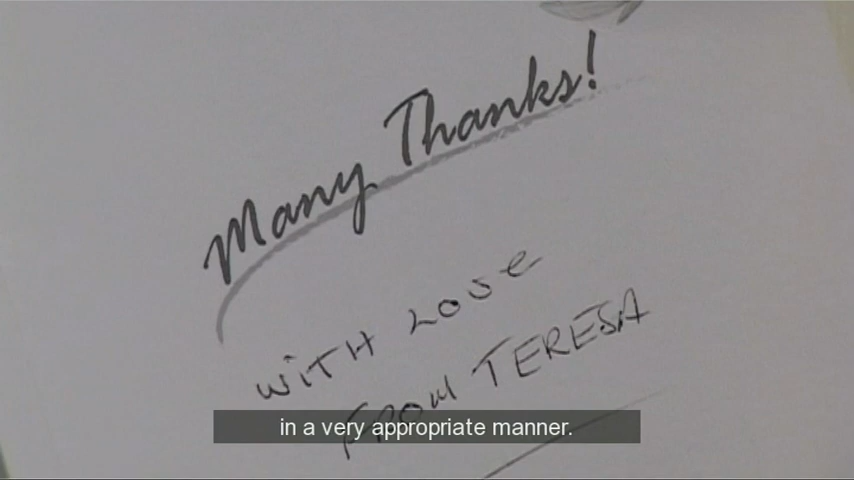 Many Thanks!
WITH LOVE
FROM TERESA
in a very appropriate manner.